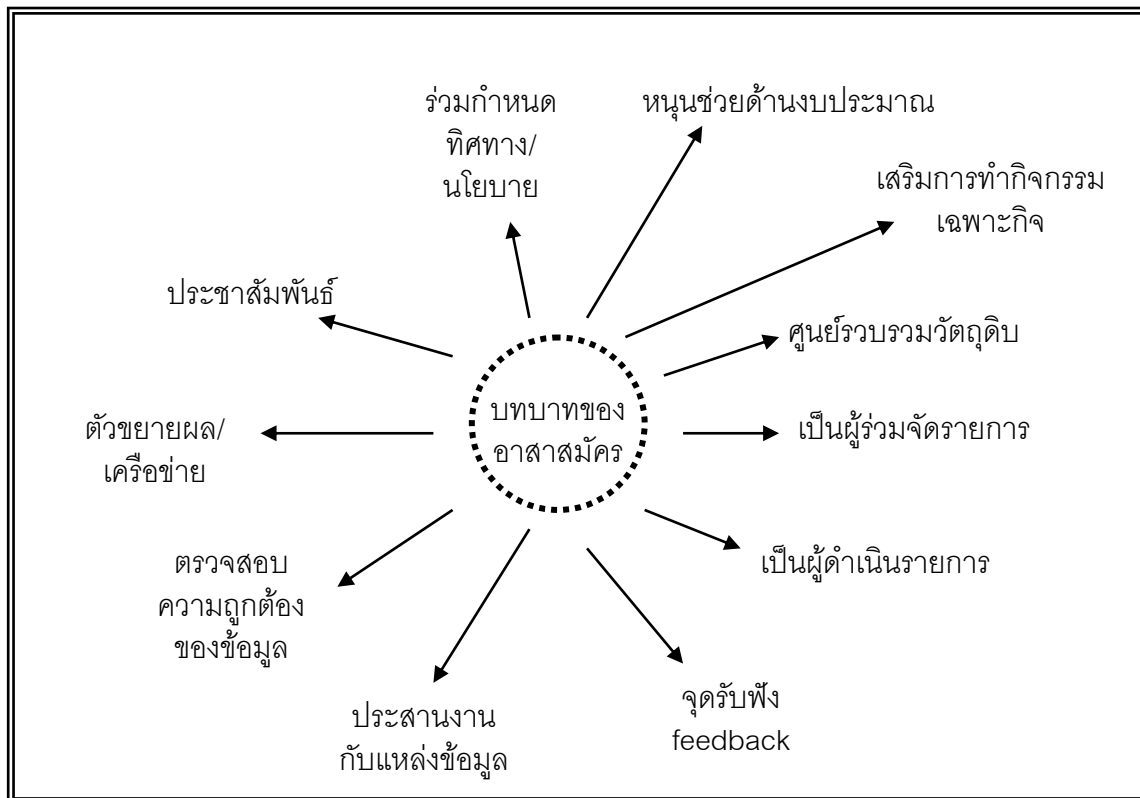 ร่วมกำหนด
ทิศทาง/
นโยบาย
หนุนช่วยด้านงบประมาณ
เสริมการทำกิจกรรม
เฉพาะกิจ
ประชาสัมพันธ์
ศูนย์รวบรวมวัตถุดิบ
บทบาทของ
อาสาสมัคร
ตัวขยายผล/
เครือข่าย
เป็นผู้ร่วมจัดรายการ
ตรวจสอบ
ความถูกต้อง
ของข้อมูล
เป็นผู้ดำเนินรายการ
ประสานงาน
กับแหล่งข้อมูล
จุดรับฟัง
feedback